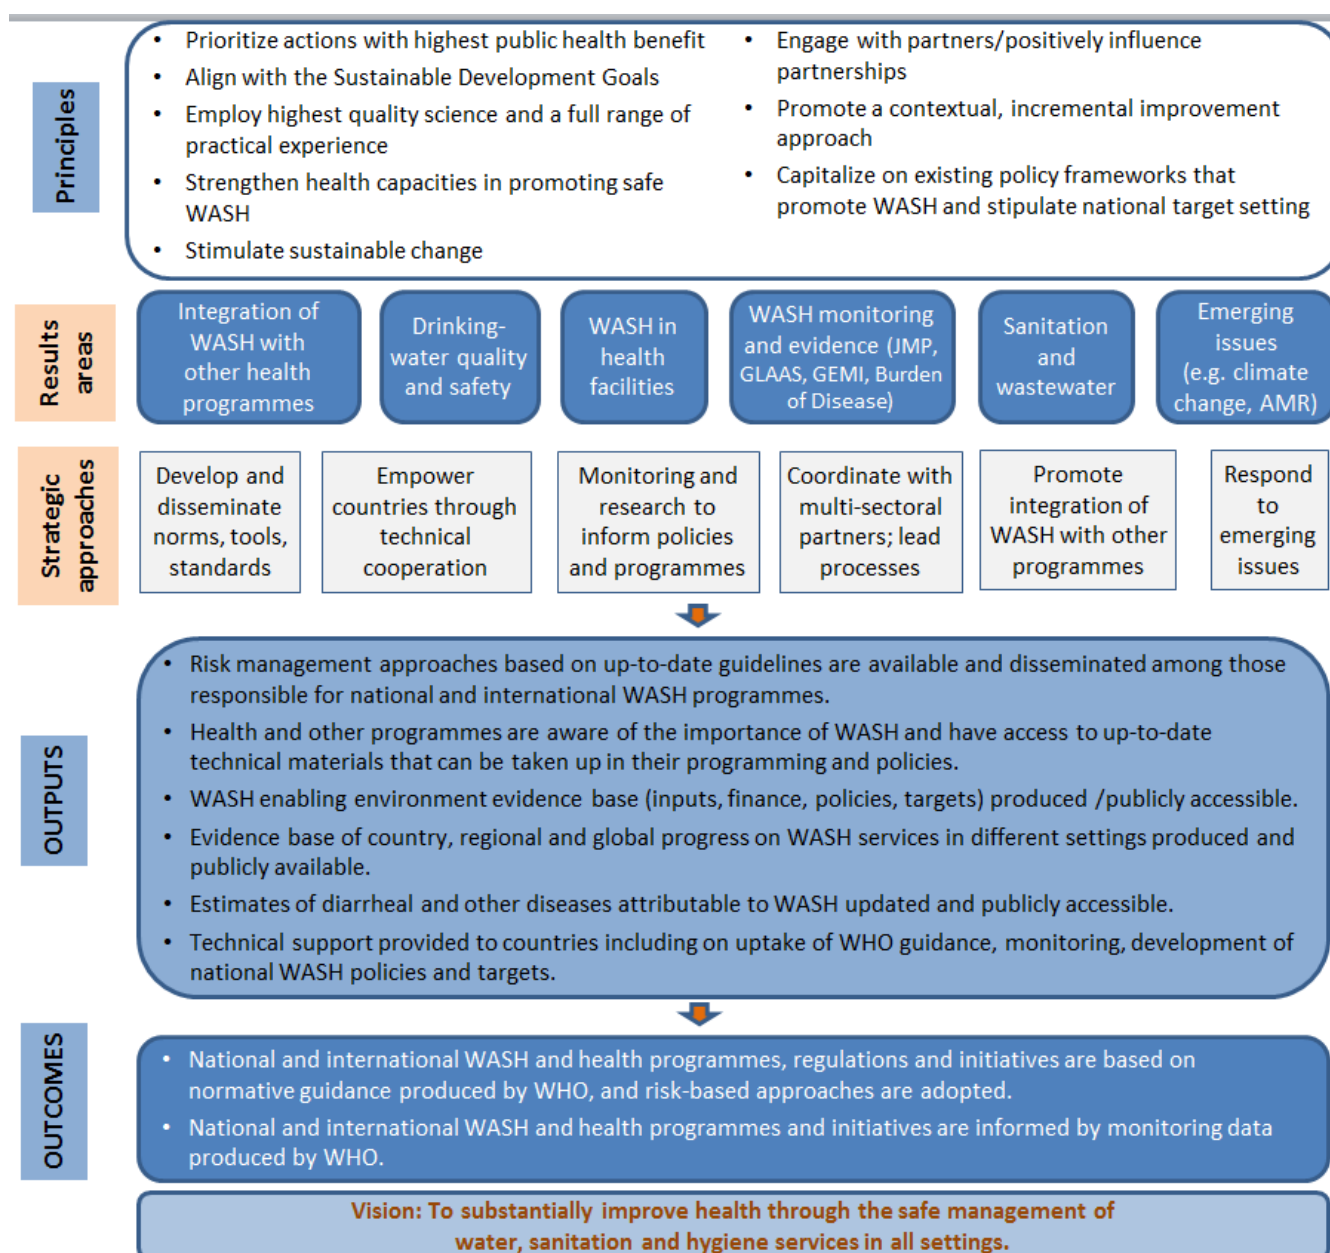 Principles
• Prioritize actions with highest public health benefit
• Align with the Sustainable Development Goals
• Employ highest quality science and a full range of
practical experience
• Strengthen health capacities in promoting safe
WASH
• Stimulate sustainable change
• Engage with partners/positively influence
partnerships
• Promote a contextual, incremental improvement
approach
• Capitalize on existing policy frameworks that
promote WASH and stipulate national target setting
Results
areas
Integration of
WASH with
other health
programmes
Drinking-
water quality
and safety
WASH in
health
facilities
WASH monitoring
and evidence (JMP,
GLAAS, GEMI, Burden
of Disease)
Sanitation
and
wastewater
Emerging
issues
(e.g. climate
change, AMR)
Strategic
approaches
Develop and
disseminate
norms, tools,
standards
Empower
countries through
technical
cooperation
Monitoring and
research to
inform policies
and programmes
Coordinate with
multi-sectoral
partners; lead
processes
Promote
integration of
WASH with other
programmes
Respond
to
emerging
issues
OUTPUTS
• Risk management approaches based on up-to-date guidelines are available and disseminated among those
responsible for national and international WASH programmes.
• Health and other programmes are aware of the importance of WASH and have access to up-to-date
technical materials that can be taken up in their programming and policies.
• WASH enabling environment evidence base (inputs, finance, policies, targets) produced /publicly accessible.
• Evidence base of country, regional and global progress on WASH services in different settings produced and
publicly available.
• Estimates of diarrheal and other diseases attributable to WASH updated and publicly accessible.
• Technical support provided to countries including on uptake of WHO guidance, monitoring, development of
national WASH policies and targets.
OUTCOMES
• National and international WASH and health programmes, regulations and initiatives are based on
normative guidance produced by WHO, and risk-based approaches are adopted.
• National and international WASH and health programmes and initiatives are informed by monitoring data
produced by WHO.
Vision: To substantially improve health through the safe management of
water, sanitation and hygiene services in all settings.